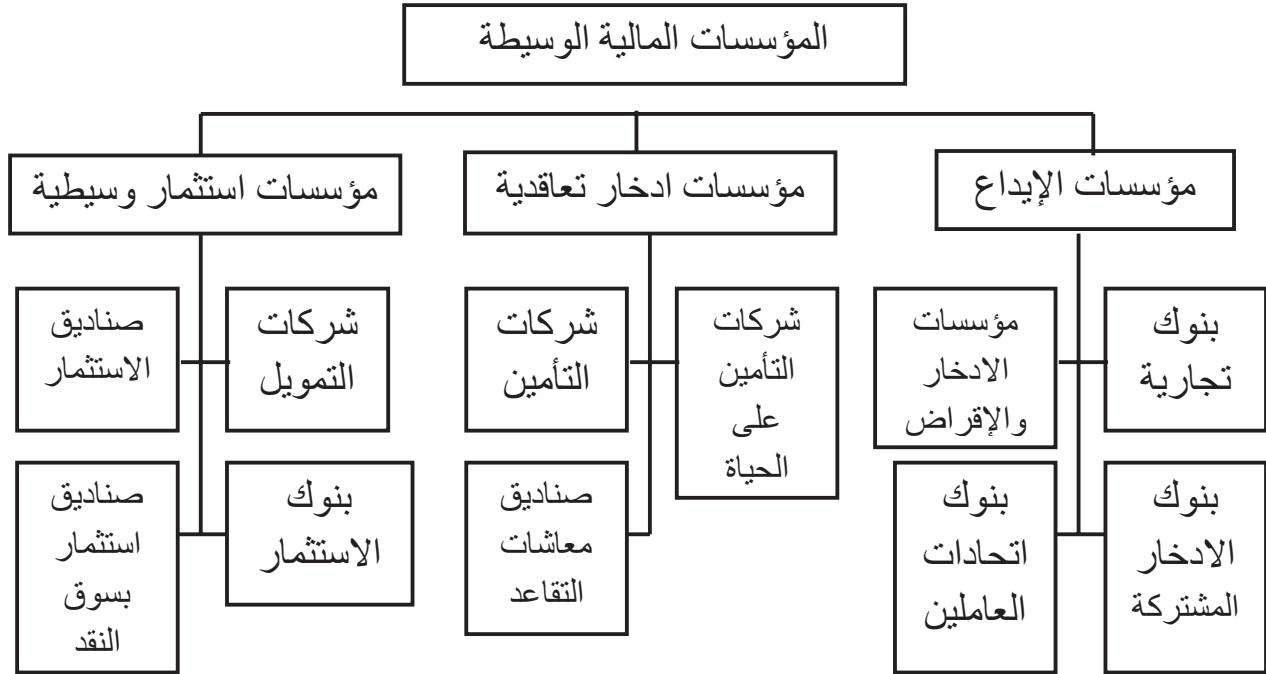 المؤسسات المالية الوسيطة
مؤسسات الإيداع
مؤسسات ادخار تعاقدية
مؤسسات استثمار وسيطية
بنوك
تجارية
مؤسسات
الادخار
والإقراض
شركات
التأمين
على
الحياة
شركات
التأمين
شركات
التمويل
صناديق
الاستثمار
بنوك
الادخار
المشتركة
بنوك
اتحادات
العاملين
صناديق
معاشات
التقاعد
بنوك
الاستثمار
صناديق
استثمار
بسوق
النقد